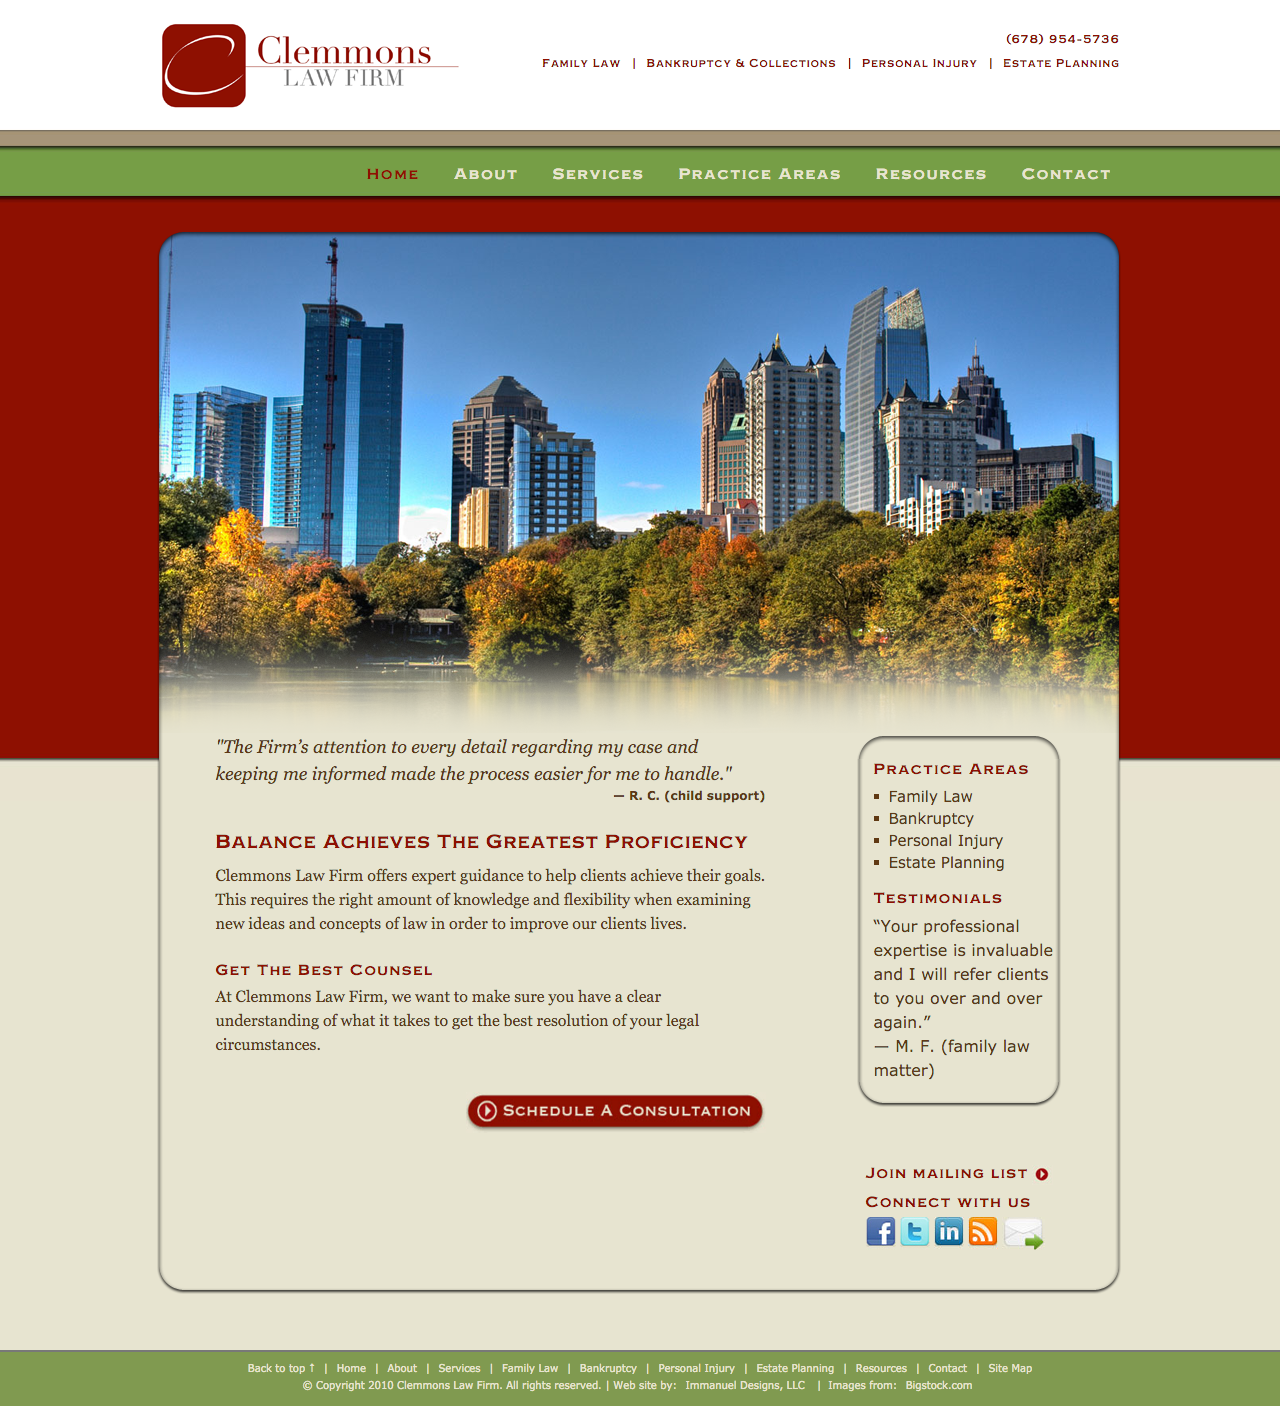 Clemmons
LAW FIRM
(678) 954-5736
Family Law | Bankruptcy & Collections | Personal Injury | Estate Planning
Home About Services Practice Areas Resources Contact
"The Firm’s attention to every detail regarding my case and
keeping me informed made the process easier for me to handle."
— R. C. (child support)
Balance Achieves The Greatest Proficiency
Clemmons Law Firm offers expert guidance to help clients achieve their goals.
This requires the right amount of knowledge and flexibility when examining
new ideas and concepts of law in order to improve our clients lives.
Get The Best Counsel
At Clemmons Law Firm, we want to make sure you have a clear
understanding of what it takes to get the best resolution of your legal
circumstances.
Schedule A Consultation
Practice Areas
Family Law
Bankruptcy
Personal Injury
Estate Planning
Testimonials
“Your professional
expertise is invaluable
and I will refer clients
to you over and over
again.”
— M. F. (family law
matter)
Join mailing list
Connect with us
Back to top ↑ | Home | About | Services | Family Law | Bankruptcy | Personal Injury | Estate Planning | Resources | Contact | Site Map
© Copyright 2010 Clemmons Law Firm. All rights reserved. | Web site by: Immanuel Designs, LLC | Images from: Bigstock.com